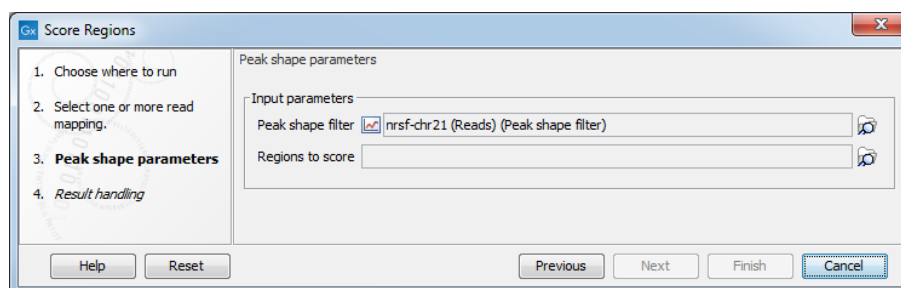 Gx Score Regions
1. Choose where to run
2. Select one or more read
mapping.
3. Peak shape parameters
4. Result handling
Peak shape parameters
Input parameters
Peak shape filter nrsf-chr21 (Reads) (Peak shape filter)
Regions to score
Help Reset Previous Next Finish Cancel